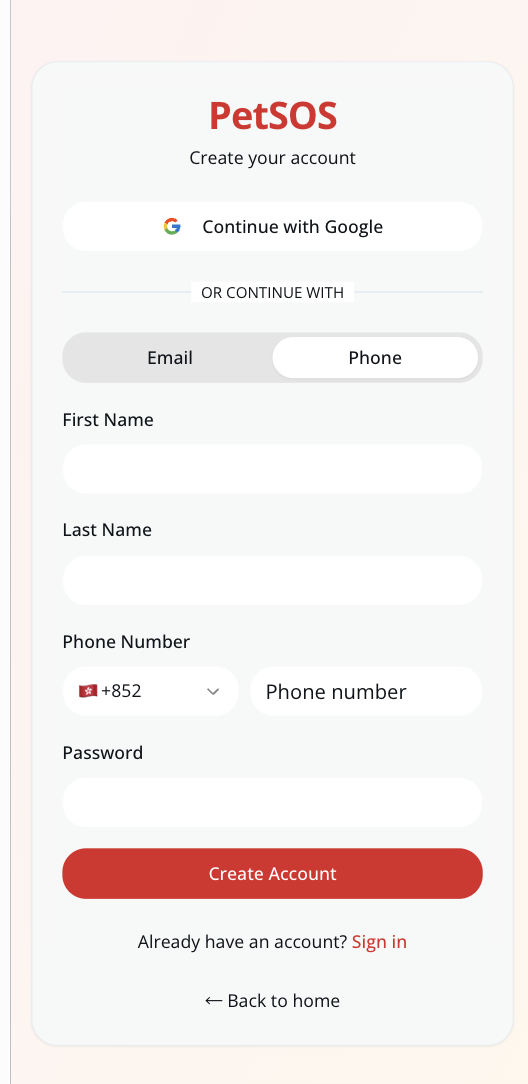 PetSOS
Create your account
Continue with Google
OR CONTINUE WITH
Email
Phone
First Name
Last Name
Phone Number
🇭🇰 +852
Phone number
Password
Create Account
Already have an account? Sign in
← Back to home